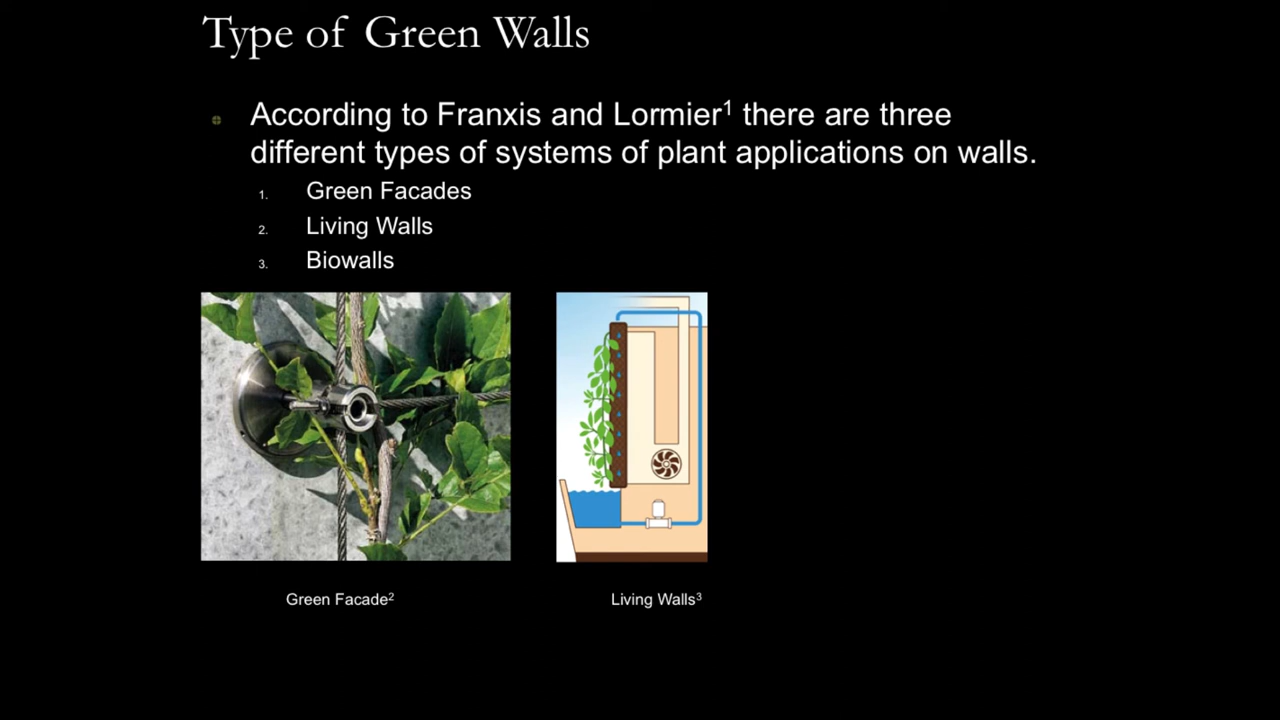 Type of Green Walls
According to Franxis and Lormier¹ there are three
different types of systems of plant applications on walls.
1. Green Facades
2. Living Walls
3. Biowalls
Green Facade² Living Walls³